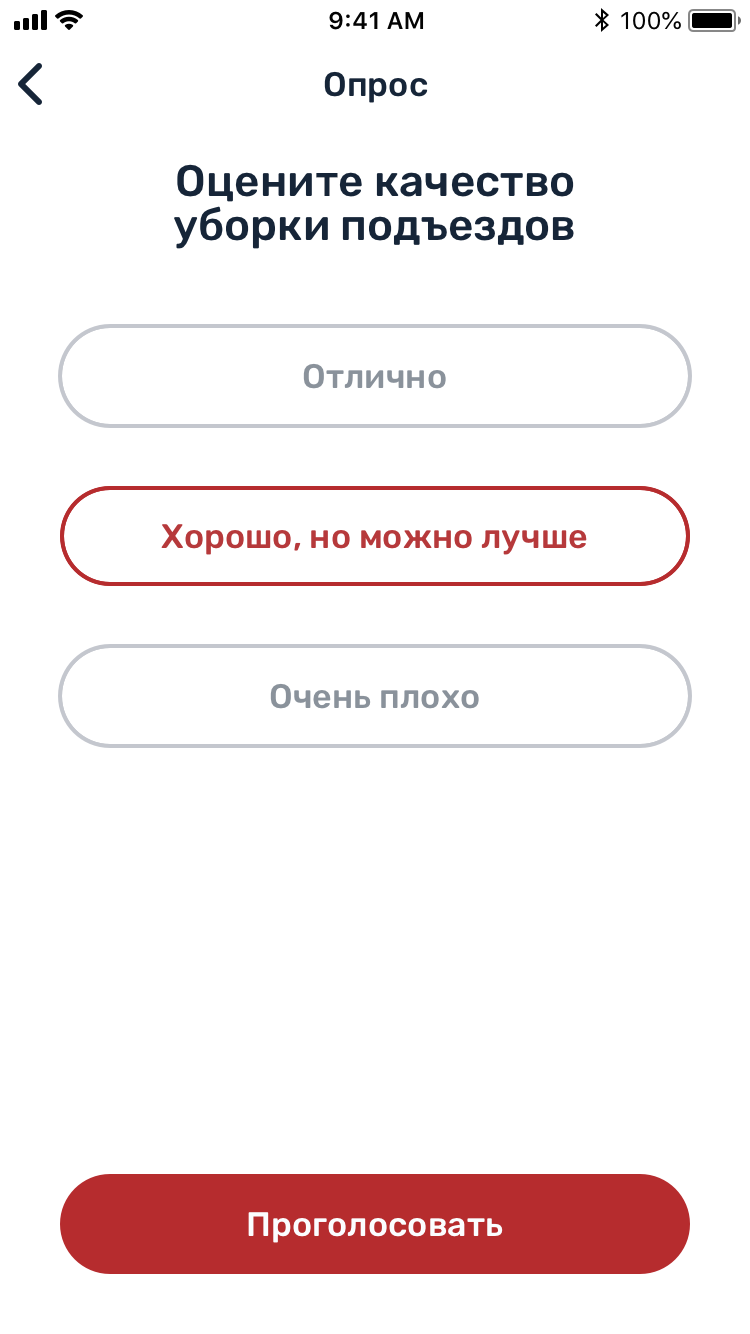 9:41 AM
100%
Опрос
Оцените качество
уборки подъездов
Отлично
Хорошо, но можно лучше
Очень плохо
Проголосовать